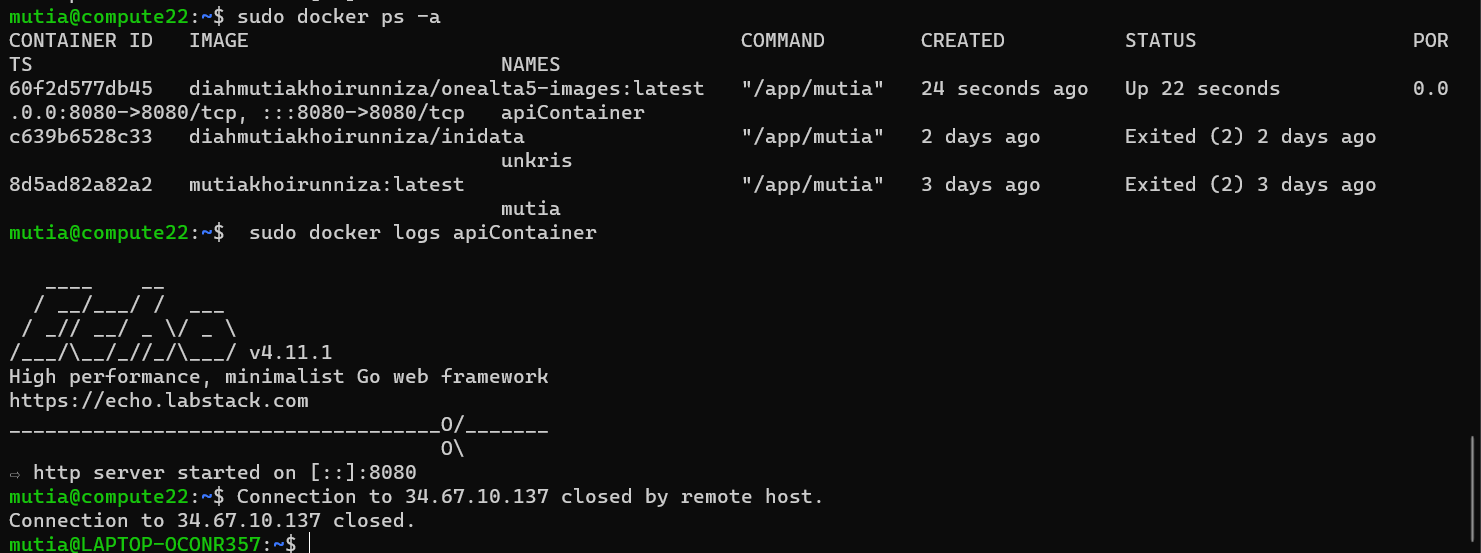 mutia@compute22:~$ sudo docker ps -a
CONTAINER ID   IMAGE                                         COMMAND        CREATED          STATUS                  POR
TS                                       NAMES
60f2d577db45   diahmutiakhoirunniza/onealta5-images:latest   "/app/mutia"   24 seconds ago   Up 22 seconds           0.0
.0.0:8080->8080/tcp, :::8080->8080/tcp   apiContainer
c639b6528c33   diahmutiakhoirunniza/inidata                  "/app/mutia"   2 days ago       Exited (2) 2 days ago
                                         unkris
8d5ad82a82a2   mutiakhoirunniza:latest                       "/app/mutia"   3 days ago       Exited (2) 3 days ago
                                         mutia
mutia@compute22:~$  sudo docker logs apiContainer

   ____    __
  / __/___/ /  ___
 / _// __/ _ \/ _ \
/___/\__/_//_/\___/ v4.11.1
High performance, minimalist Go web framework
https://echo.labstack.com
____________________________________O/_______
                                    O\
⇨ http server started on [::]:8080
mutia@compute22:~$ Connection to 34.67.10.137 closed by remote host.
Connection to 34.67.10.137 closed.
mutia@LAPTOP-OCONR357:~$